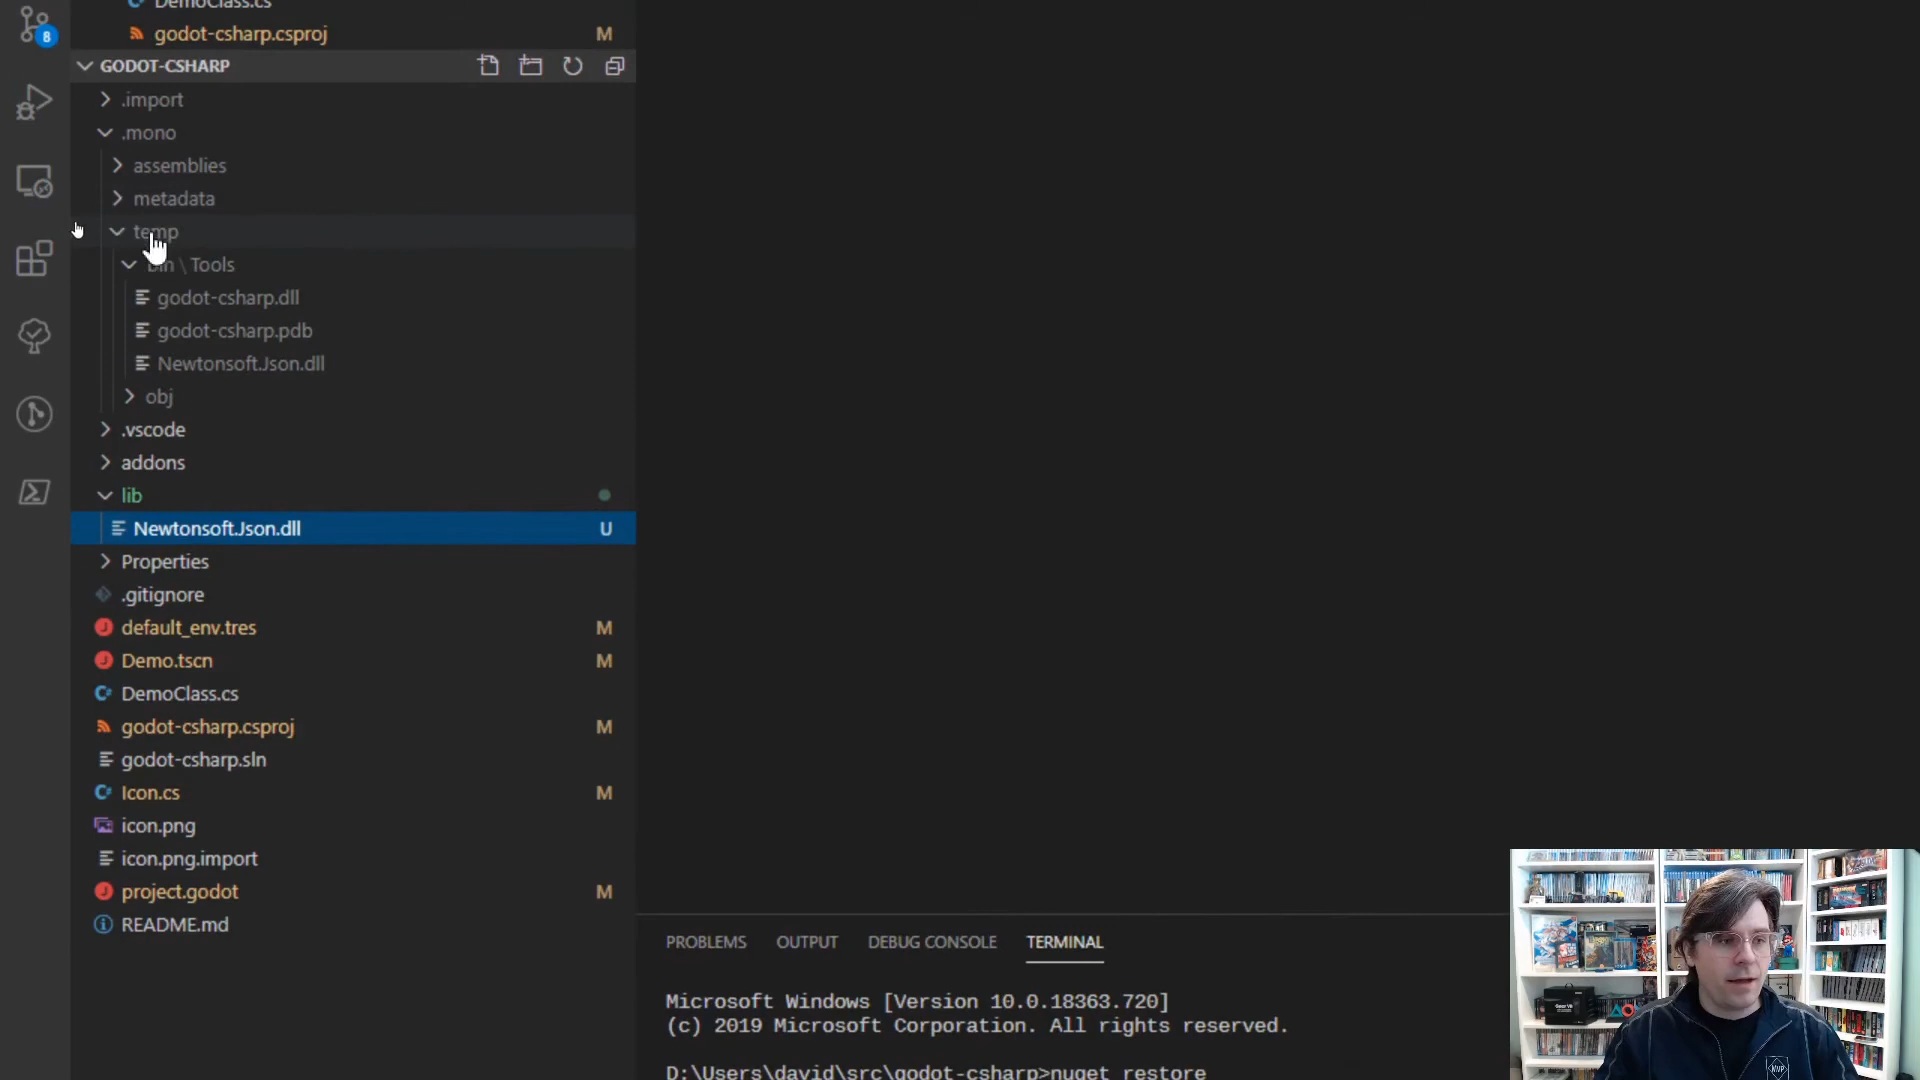 DemoClass.cs
godot-csharp.csproj M
8
GODOT-CSHARP
.import
.mono
assemblies
metadata
temp
bin \ Tools
godot-csharp.dll
godot-csharp.pdb
Newtonsoft.Json.dll
obj
.vscode
addons
lib
Newtonsoft.Json.dll U
Properties
.gitignore
default_env.tres M
Demo.tscn M
DemoClass.cs
godot-csharp.csproj M
godot-csharp.sln
Icon.cs M
icon.png
icon.png.import
project.godot M
README.md
PROBLEMS OUTPUT DEBUG CONSOLE TERMINAL
Microsoft Windows [Version 10.0.18363.720]
(c) 2019 Microsoft Corporation. All rights reserved.
D:\Users\david\src\godot-csharp>nuget restore